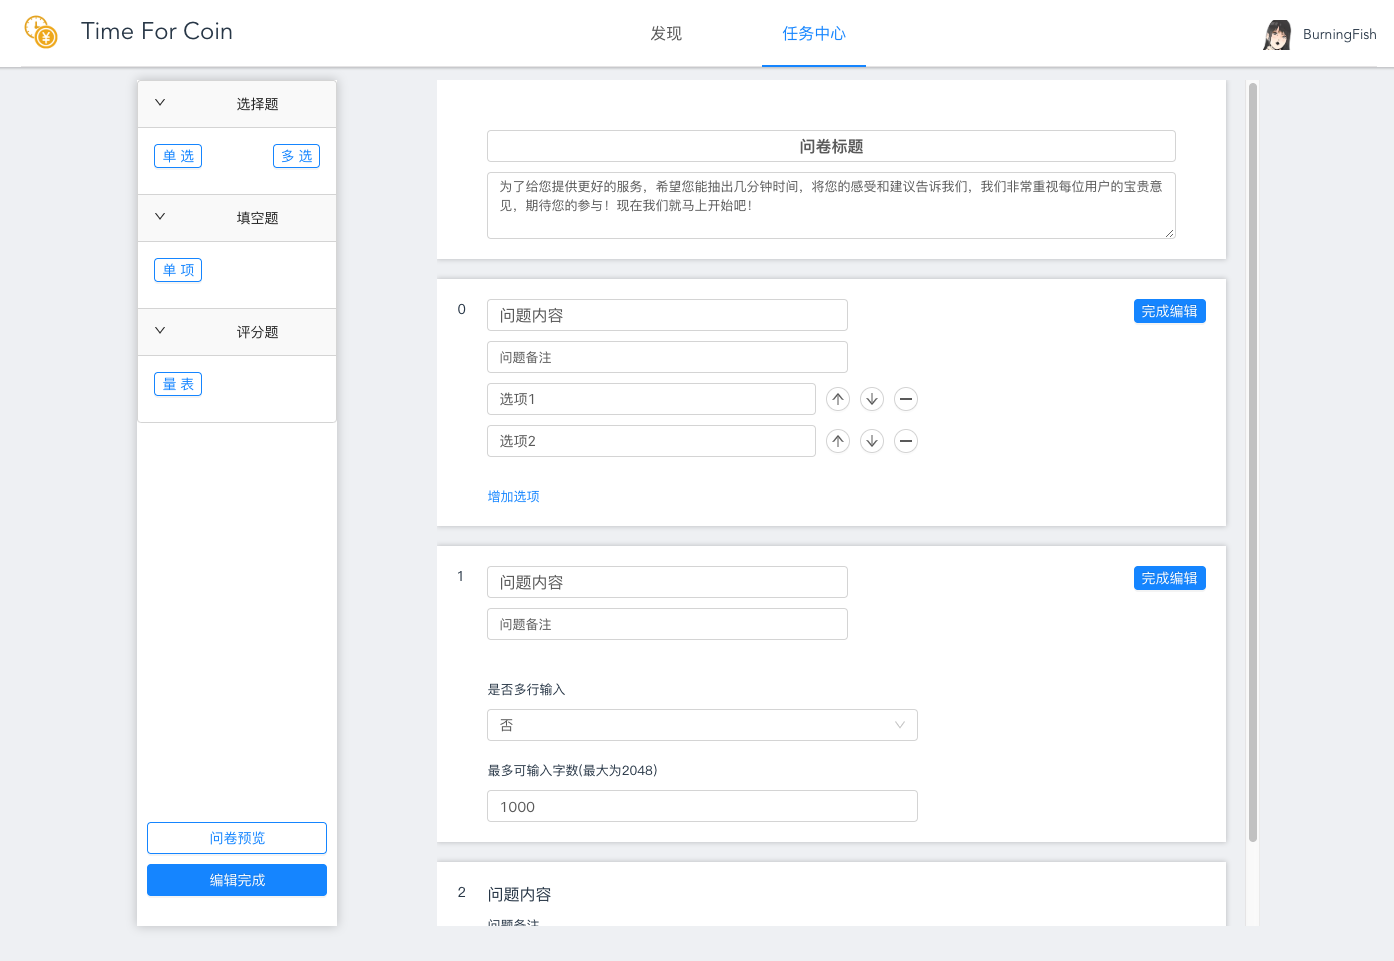 Time For Coin
发现
任务中心
BurningFish
选择题
单 选
多 选
填空题
单 项
评分题
量 表
问卷预览
编辑完成
问卷标题
为了给您提供更好的服务，希望您能抽出几分钟时间，将您的感受和建议告诉我们，我们非常重视每位用户的宝贵意
见，期待您的参与！现在我们就马上开始吧！
0
问题内容
完成编辑
问题备注
选项1
选项2
增加选项
1
问题内容
完成编辑
问题备注
是否多行输入
否
最多可输入字数(最大为2048)
1000
2
问题内容
问题备注